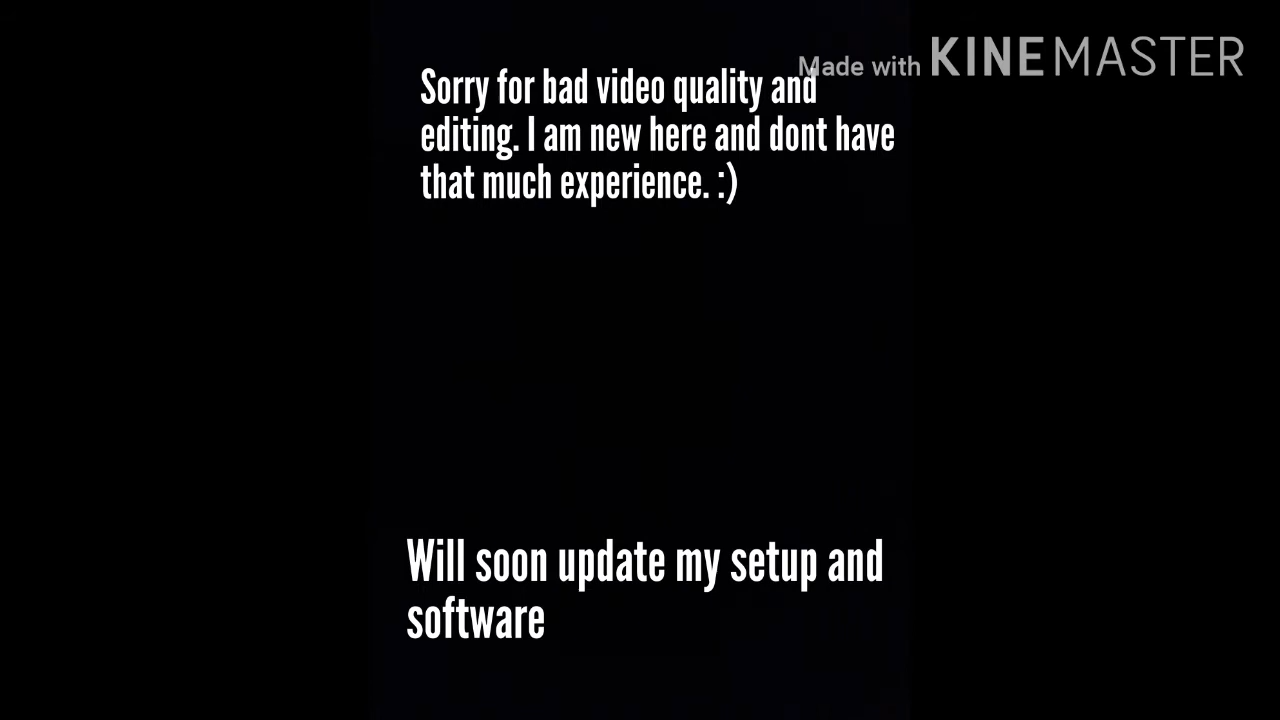 Made with KINEMASTER
Sorry for bad video quality and
editing. I am new here and dont have
that much experience. :)
Will soon update my setup and
software